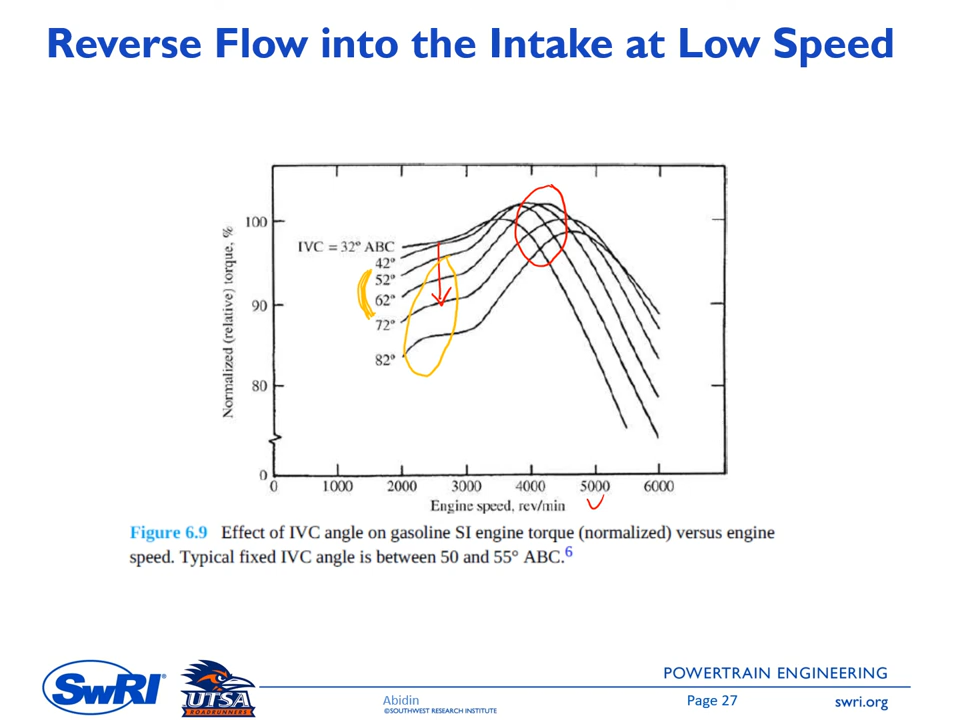 Reverse Flow into the Intake at Low Speed
Normalized (relative) torque, %
100
90
80
0
IVC = 32° ABC
42°
52°
62°
72°
82°
0 1000 2000 3000 4000 5000 6000
Engine speed, rev/min
Figure 6.9 Effect of IVC angle on gasoline SI engine torque (normalized) versus engine
speed. Typical fixed IVC angle is between 50 and 55° ABC.6
SwRI®
UTSA
ROADRUNNERS
POWERTRAIN ENGINEERING
Abidin
©SOUTHWEST RESEARCH INSTITUTE
Page 27
swri.org